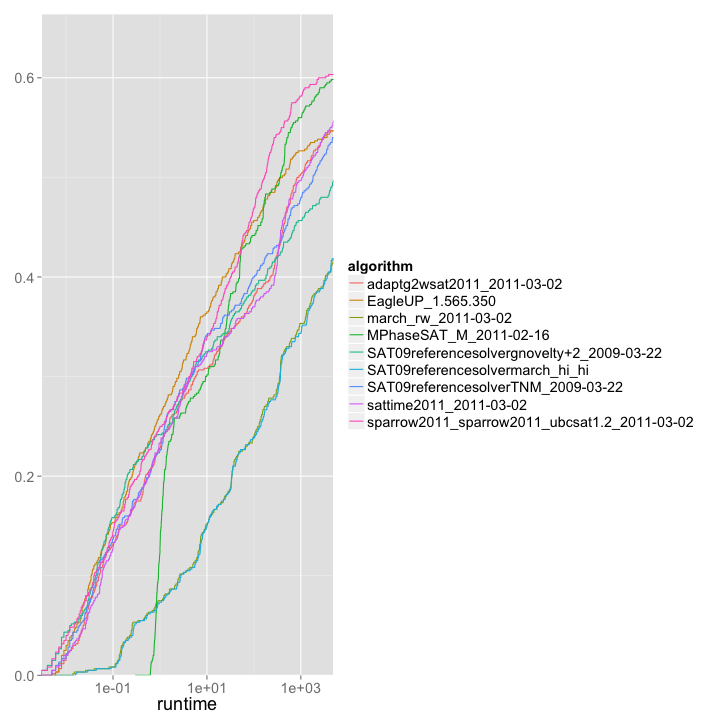 0.6
0.4
0.2
0.0
1e-01 1e+01 1e+03
runtime
algorithm
adaptg2wsat2011_2011-03-02
EagleUP_1.565.350
march_rw_2011-03-02
MPhaseSAT_M_2011-02-16
SAT09referencesolvergnovelty+2_2009-03-22
SAT09referencesolvermarch_hi_hi
SAT09referencesolverTNM_2009-03-22
sattime2011_2011-03-02
sparrow2011_sparrow2011_ubcsat1.2_2011-03-02